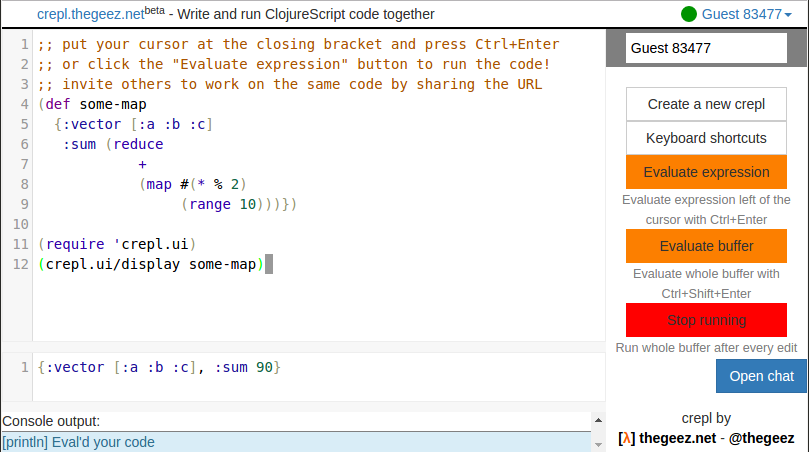 crepl.thegeez.net beta - Write and run ClojureScript code together
Guest 83477
1 ;; put your cursor at the closing bracket and press Ctrl+Enter
2 ;; or click the "Evaluate expression" button to run the code!
3 ;; invite others to work on the same code by sharing the URL
4 (def some-map
5   {:vector [:a :b :c]
6    :sum (reduce
7             +
8             (map #(* % 2)
9                  (range 10)))})
10
11 (require 'crepl.ui)
12 (crepl.ui/display some-map)
1 {:vector [:a :b :c], :sum 90}
Console output:
[println] Eval'd your code
Guest 83477
Create a new crepl
Keyboard shortcuts
Evaluate expression
Evaluate expression left of the
cursor with Ctrl+Enter
Evaluate buffer
Evaluate whole buffer with
Ctrl+Shift+Enter
Stop running
Run whole buffer after every edit
Open chat
crepl by
[λ] thegeez.net - @thegeez